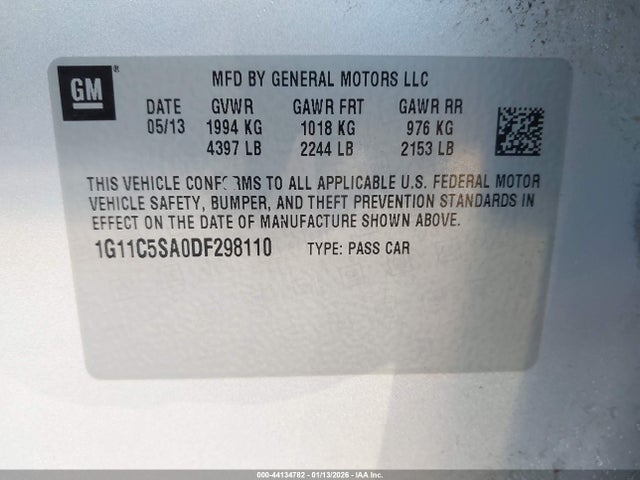 GM®
MFD BY GENERAL MOTORS LLC
DATE GVWR GAWR FRT GAWR RR
05/13 1994 KG 1018 KG 976 KG
4397 LB 2244 LB 2153 LB
THIS VEHICLE CONFORMS TO ALL APPLICABLE U.S. FEDERAL MOTOR
VEHICLE SAFETY, BUMPER, AND THEFT PREVENTION STANDARDS IN
EFFECT ON THE DATE OF MANUFACTURE SHOWN ABOVE.
1G11C5SA0DF298110 TYPE: PASS CAR
000-44134782 - 01/13/2026 - IAA Inc.